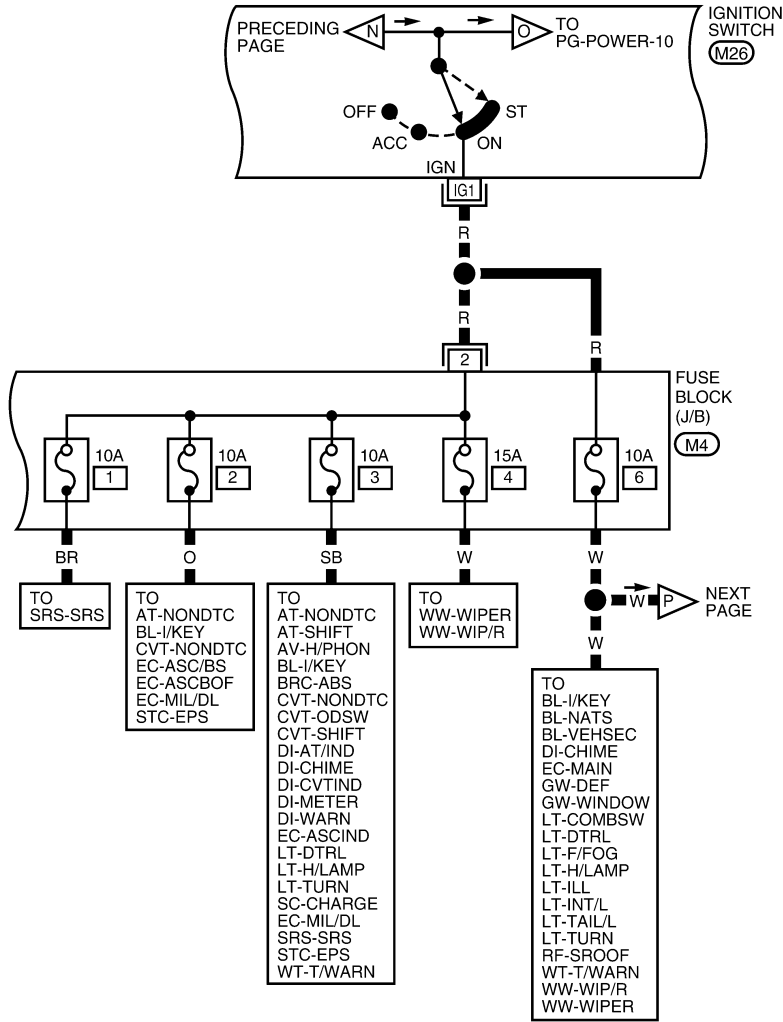 PRECEDING
PAGE
N
O
TO
PG-POWER-10
IGNITION
SWITCH
M26
OFF
ACC
ST
ON
IGN
IG1
R
R
R
2
FUSE
BLOCK
(J/B)
M4
10A
1
10A
2
10A
3
15A
4
10A
6
BR
O
SB
W
W
TO
SRS-SRS
TO
AT-NONDTC
BL-I/KEY
CVT-NONDTC
EC-ASC/BS
EC-ASCBOF
EC-MIL/DL
STC-EPS
TO
AT-NONDTC
AT-SHIFT
AV-H/PHON
BL-I/KEY
BRC-ABS
CVT-NONDTC
CVT-ODSW
CVT-SHIFT
DI-AT/IND
DI-CHIME
DI-CVTIND
DI-METER
DI-WARN
EC-ASCIND
LT-DTRL
LT-H/LAMP
LT-TURN
SC-CHARGE
EC-MIL/DL
SRS-SRS
STC-EPS
WT-T/WARN
TO
WW-WIPER
WW-WIP/R
W
P
NEXT
PAGE
W
TO
BL-I/KEY
BL-NATS
BL-VEHSEC
DI-CHIME
EC-MAIN
GW-DEF
GW-WINDOW
LT-COMBSW
LT-DTRL
LT-F/FOG
LT-H/LAMP
LT-ILL
LT-INT/L
LT-TAIL/L
LT-TURN
RF-SROOF
WT-T/WARN
WW-WIP/R
WW-WIPER